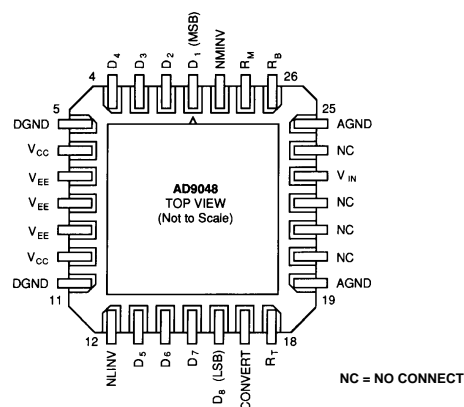 D4 D3 D2 D1 (MSB) NMINV RM RB
4 26
5 25
DGND AGND
VCC NC
VEE VIN
VEE NC
VEE NC
VCC NC
DGND AGND
11 19
AD9048
TOP VIEW
(Not to Scale)
12 18
NLINV D5 D6 D7 D8 (LSB) CONVERT RT
NC = NO CONNECT